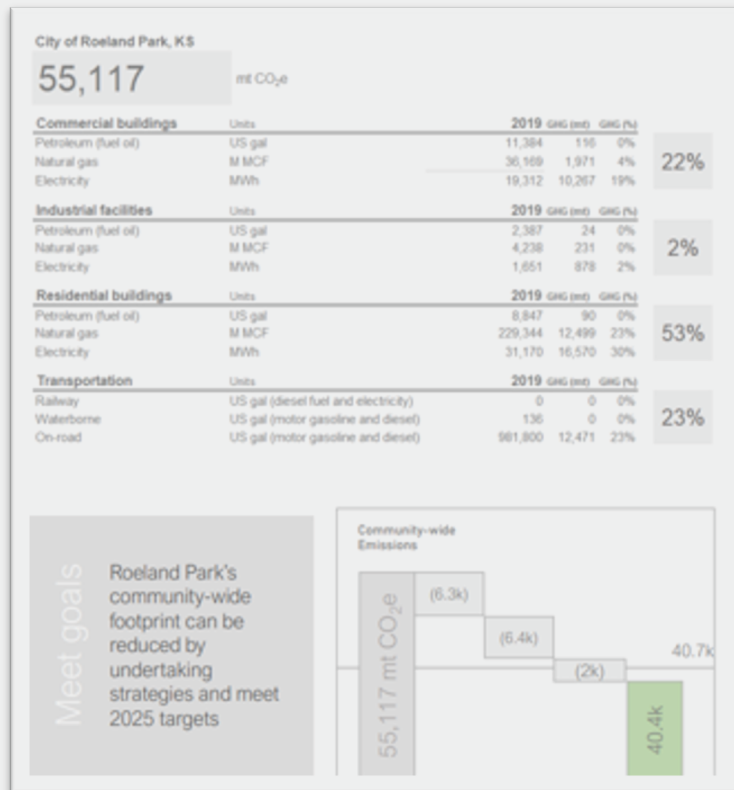 City of Roeland Park, KS
55,117 mt CO₂e
Commercial buildings Units 2019 GHG (mt) GHG (%)
Petroleum (fuel oil) US gal 11,384 116 0%
Natural gas M MCF 36,169 1,971 4%
Electricity MWh 19,312 10,267 19%
22%
Industrial facilities Units 2019 GHG (mt) GHG (%)
Petroleum (fuel oil) US gal 2,387 24 0%
Natural gas M MCF 4,238 231 0%
Electricity MWh 1,651 878 2%
2%
Residential buildings Units 2019 GHG (mt) GHG (%)
Petroleum (fuel oil) US gal 8,847 90 0%
Natural gas M MCF 229,344 12,499 23%
Electricity MWh 31,170 16,570 30%
53%
Transportation Units 2019 GHG (mt) GHG (%)
Railway US gal (diesel fuel and electricity) 0 0 0%
Waterborne US gal (motor gasoline and diesel) 136 0 0%
On-road US gal (motor gasoline and diesel) 981,800 12,471 23%
23%
Meet goals
Roeland Park's
community-wide
footprint can be
reduced by
undertaking
strategies and meet
2025 targets
Community-wide
Emissions
55,117 mt CO₂e
(6.3k)
(6.4k)
(2k)
40.7k
40.4k